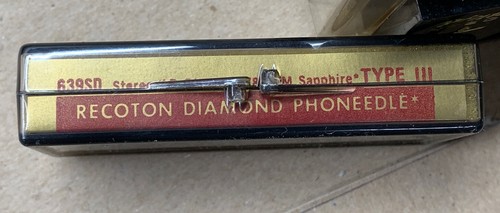 639SD Stereo Sapphire* TYPE III
RECOTON DIAMOND PHONEEDLE*